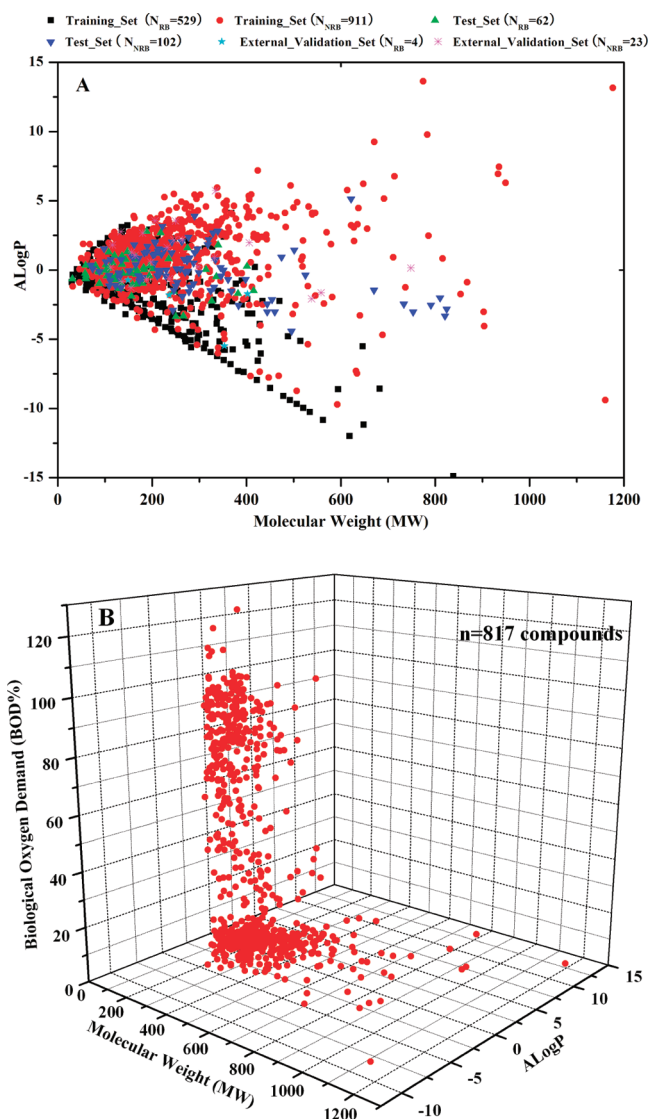 Training_Set (NRB=529) Training_Set (NNRB=911) Test_Set (NRB=62)
Test_Set ( NNRB=102) External_Validation_Set (NRB=4) External_Validation_Set (NNRB=23)
A
15
10
5
0
-5
-10
-15
ALogP
0 200 400 600 800 1000 1200
Molecular Weight (MW)
B
n=817 compounds
120
100
80
60
40
20
0
Biological Oxygen Demand (BOD%)
0
200
400
600
800
1000
1200
Molecular Weight (MW)
-10
-5
0
5
10
15
ALogP